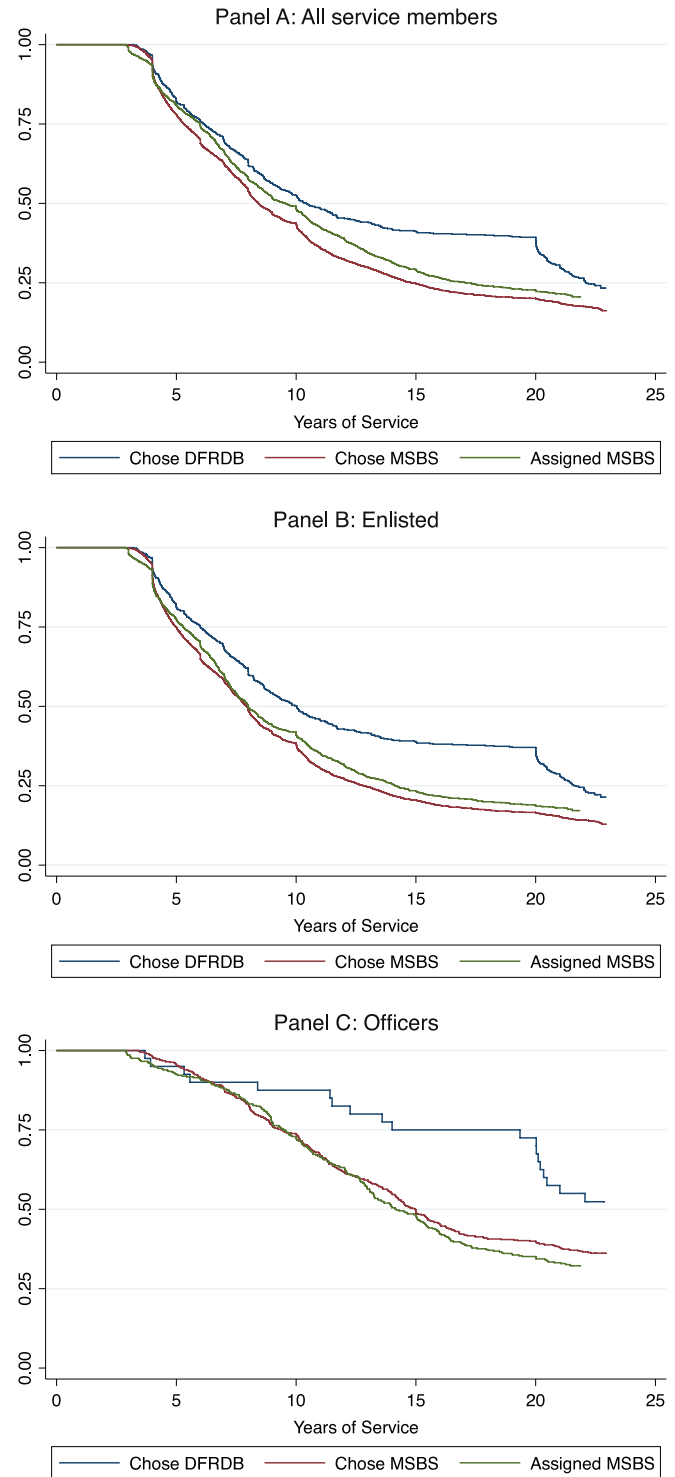 Panel A: All service members
1.00
0.75
0.50
0.25
0.00
0 5 10 15 20 25
Years of Service
Chose DFRDB Chose MSBS Assigned MSBS
Panel B: Enlisted
1.00
0.75
0.50
0.25
0.00
0 5 10 15 20 25
Years of Service
Chose DFRDB Chose MSBS Assigned MSBS
Panel C: Officers
1.00
0.75
0.50
0.25
0.00
0 5 10 15 20 25
Years of Service
Chose DFRDB Chose MSBS Assigned MSBS